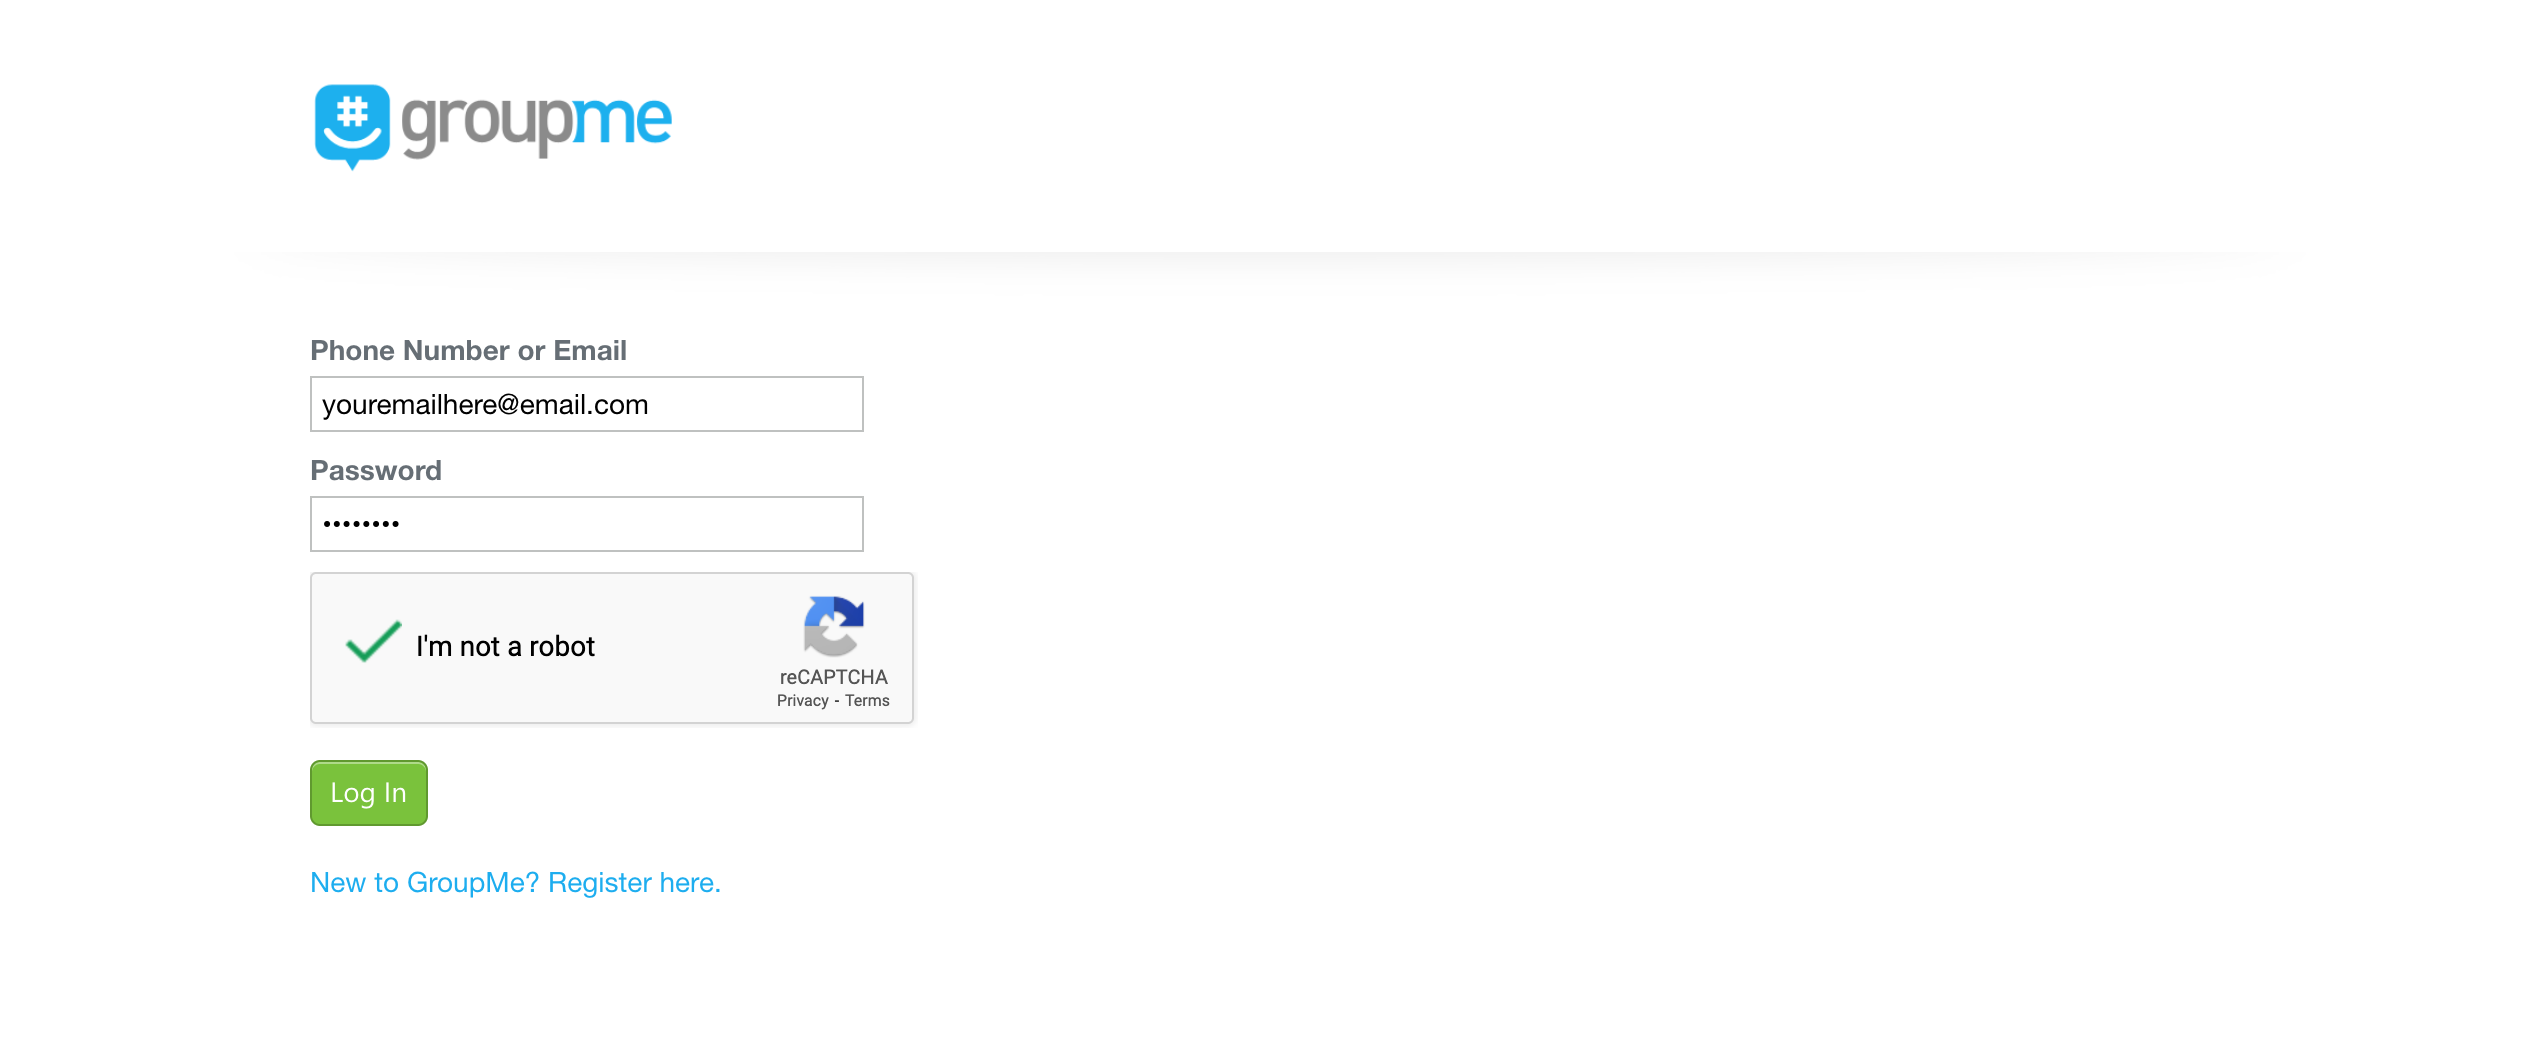 groupme
Phone Number or Email
youremailhere@email.com
Password
••••••••
I'm not a robot
reCAPTCHA
Privacy - Terms
Log In
New to GroupMe? Register here.